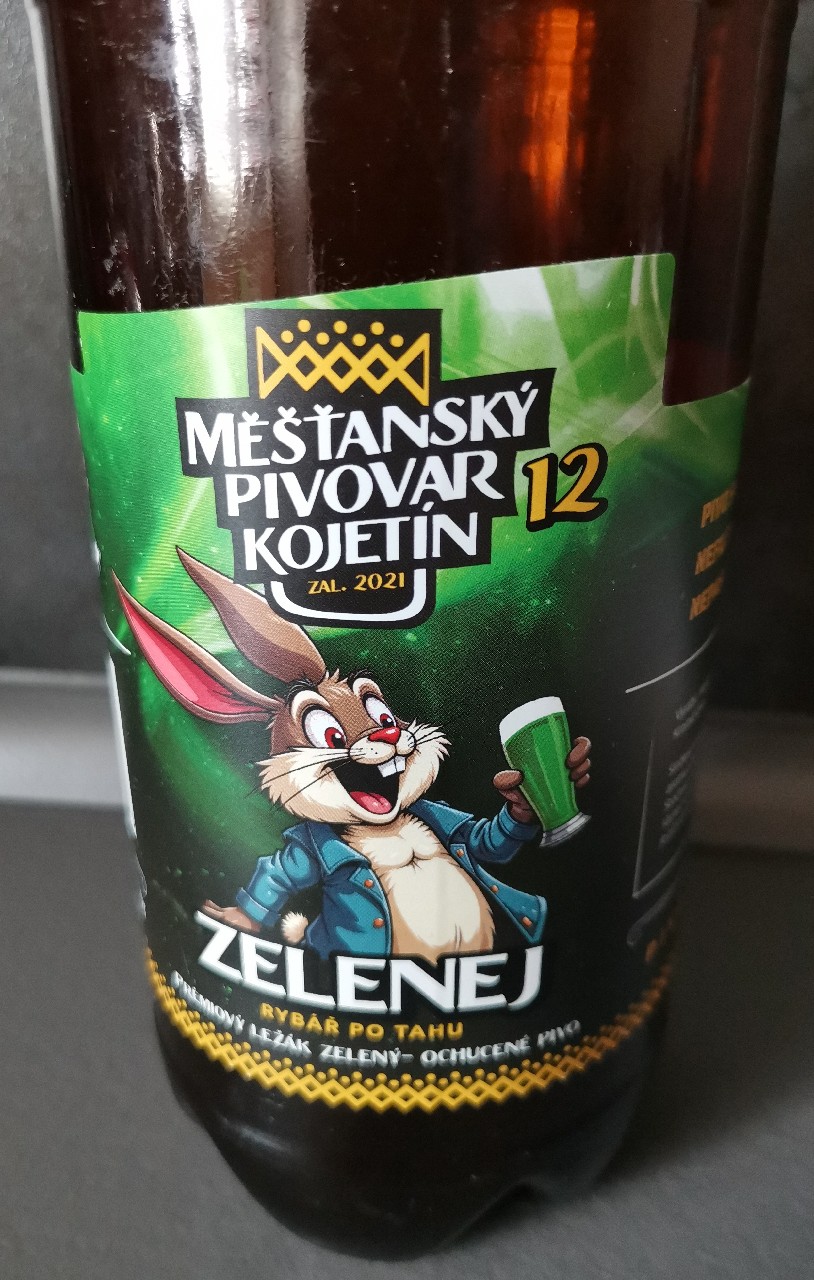 MĚŠŤANSKÝ
PIVOVAR
KOJETÍN
12
ZAL. 2021
ZELENEJ
RYBÁŘ PO TAHU
PRÉMIOVÝ LEŽÁK ZELENÝ- OCHUCENÉ PIVO